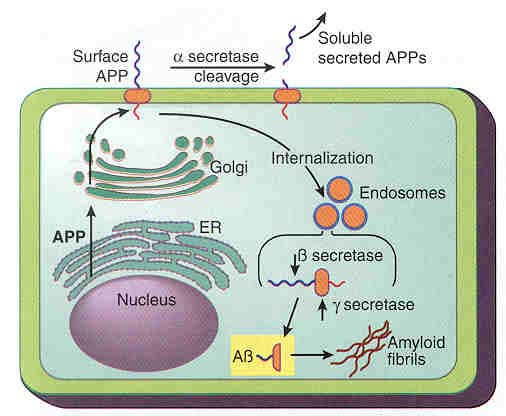 Surface
APP
α secretase
cleavage
Soluble
secreted APPs
Golgi
Internalization
Endosomes
APP
ER
β secretase
Nucleus
γ secretase
Aβ
Amyloid
fibrils